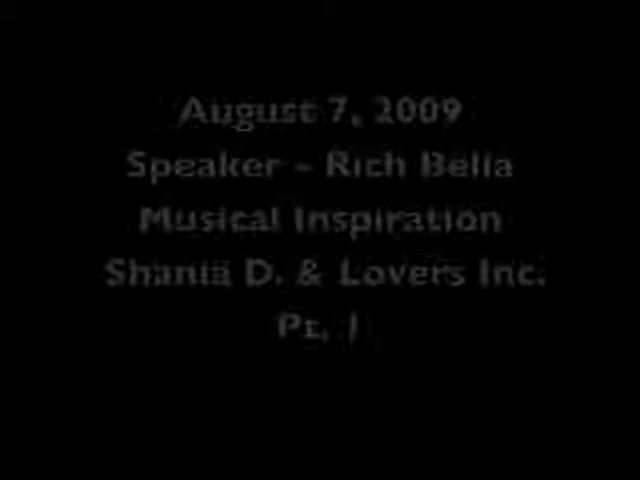 August 7, 2009
Speaker - Rich Bella
Musical Inspiration
Shania D. & Lovers Inc.
Pt. 1